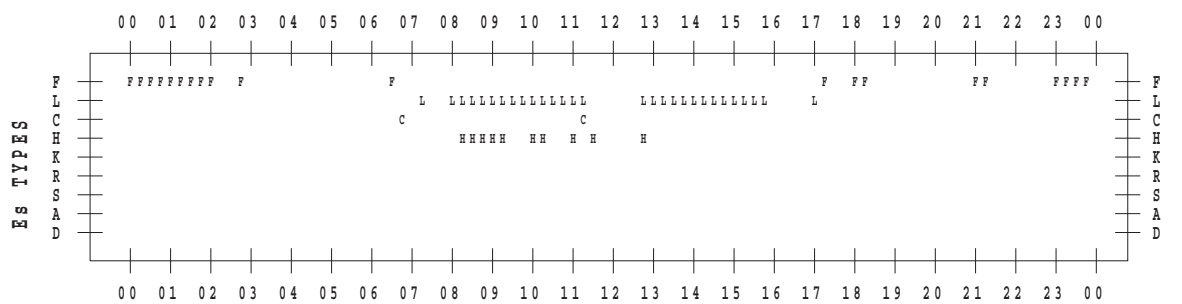 00 01 02 03 04 05 06 07 08 09 10 11 12 13 14 15 16 17 18 19 20 21 22 23 00
F FFFFFFFFF F F F FF FF FFFF F
L L LLLLLLLLLLLLLL LLLLLLLLLLLLL L L
C C C C
H HHHHH HH H H H H
K K
R R
S S
A A
D D
Es TYPES
00 01 02 03 04 05 06 07 08 09 10 11 12 13 14 15 16 17 18 19 20 21 22 23 00